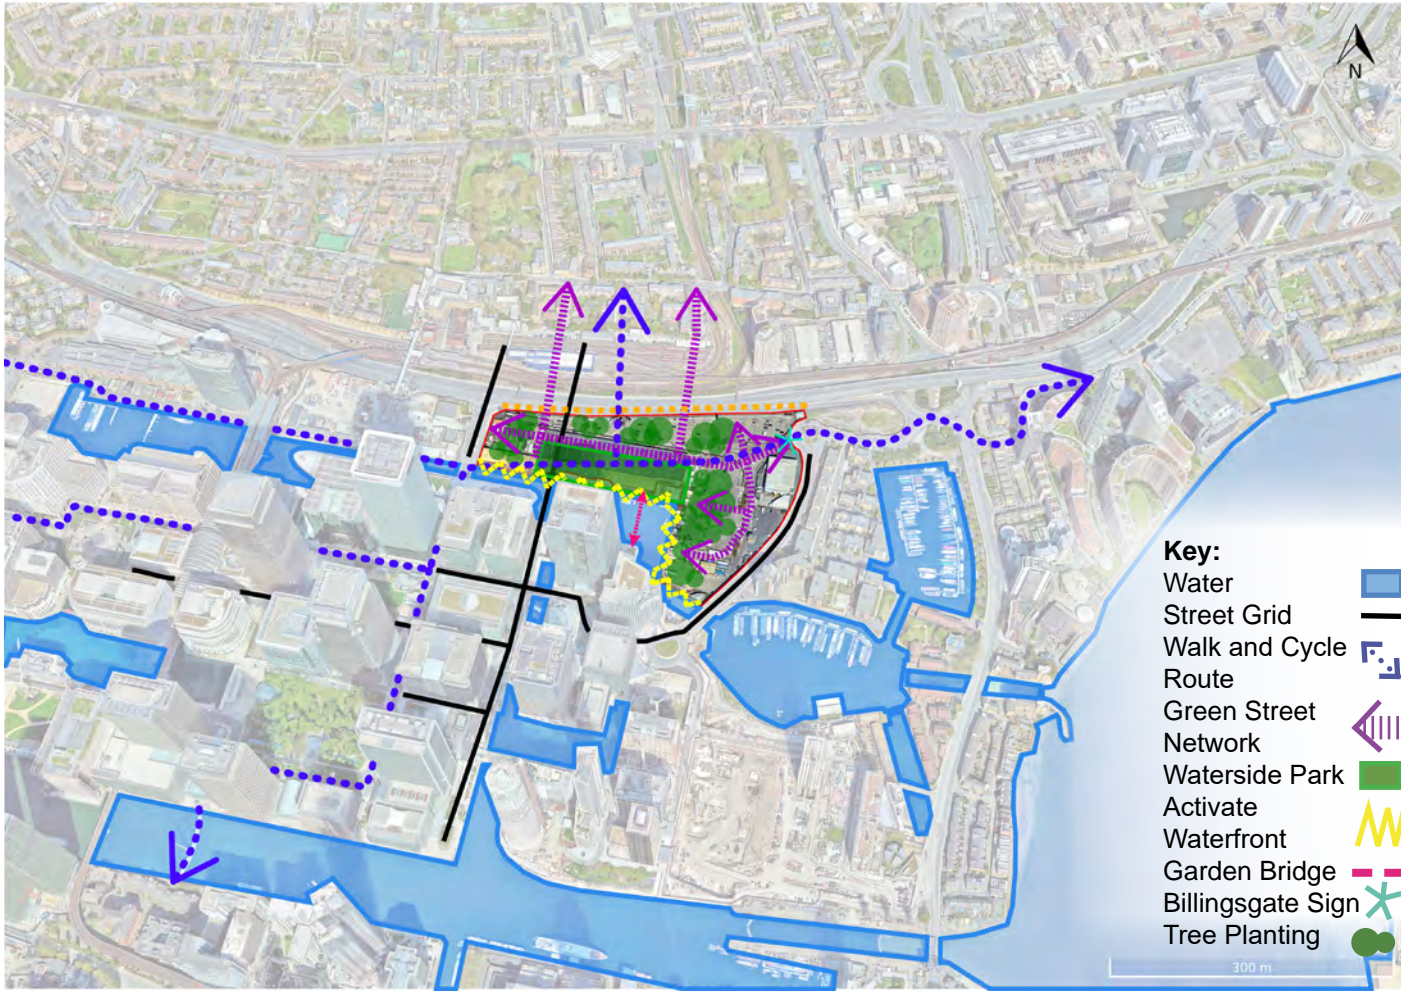 N
Key:
Water
Street Grid
Walk and Cycle
Route
Green Street
Network
Waterside Park
Activate
Waterfront
Garden Bridge
Billingsgate Sign
Tree Planting
300 m